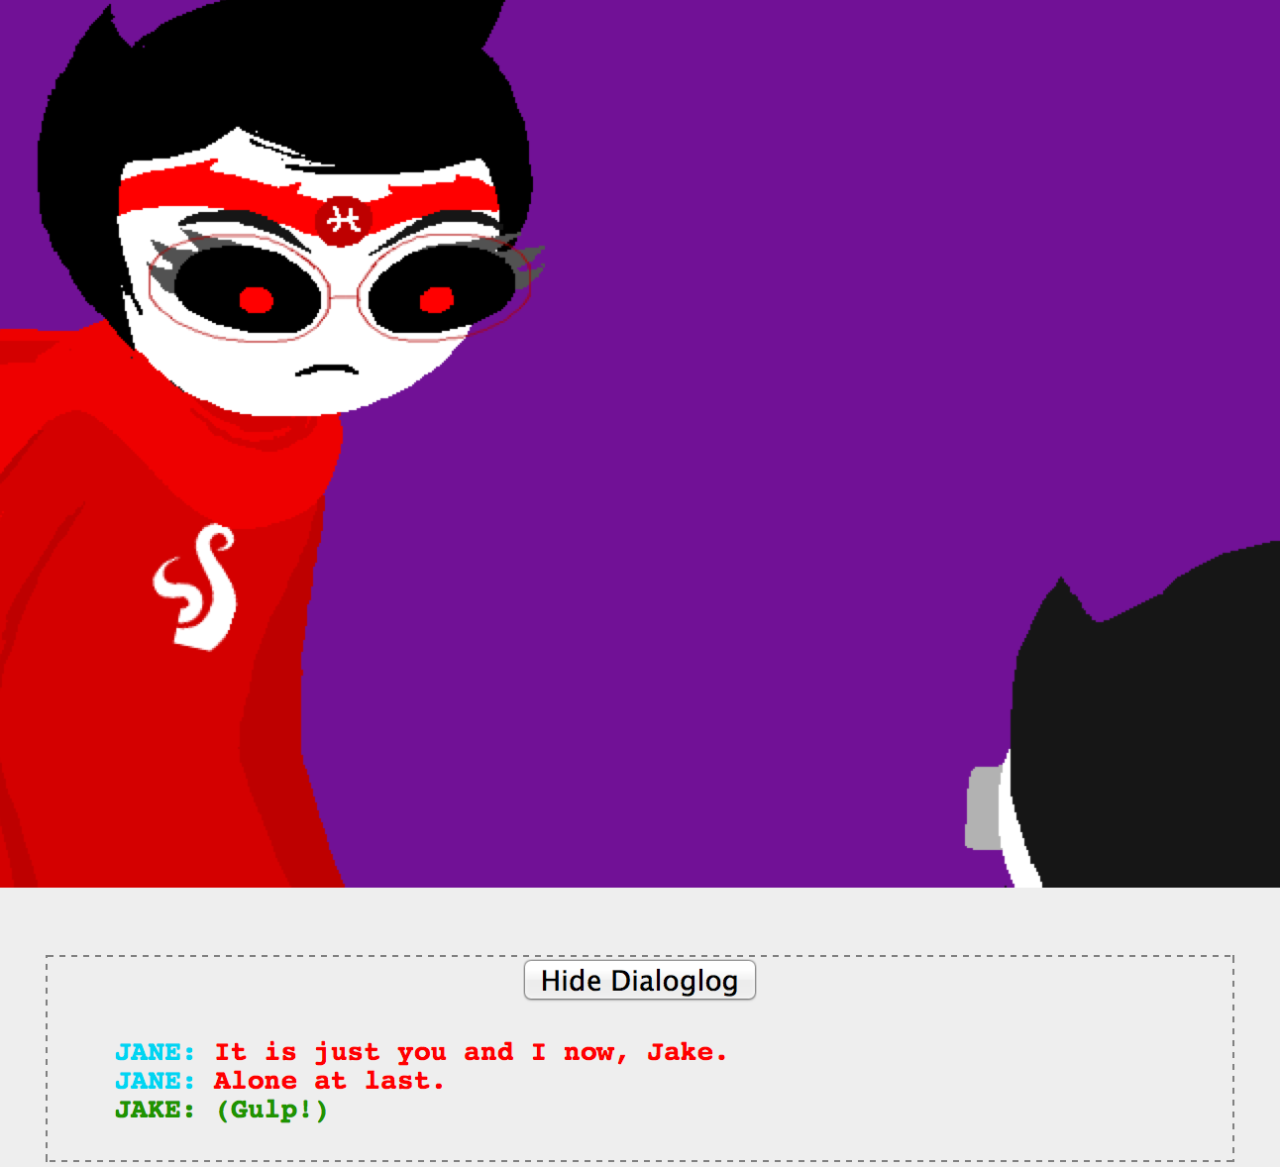 Hide Dialoglog
JANE: It is just you and I now, Jake.
JANE: Alone at last.
JAKE: (Gulp!)